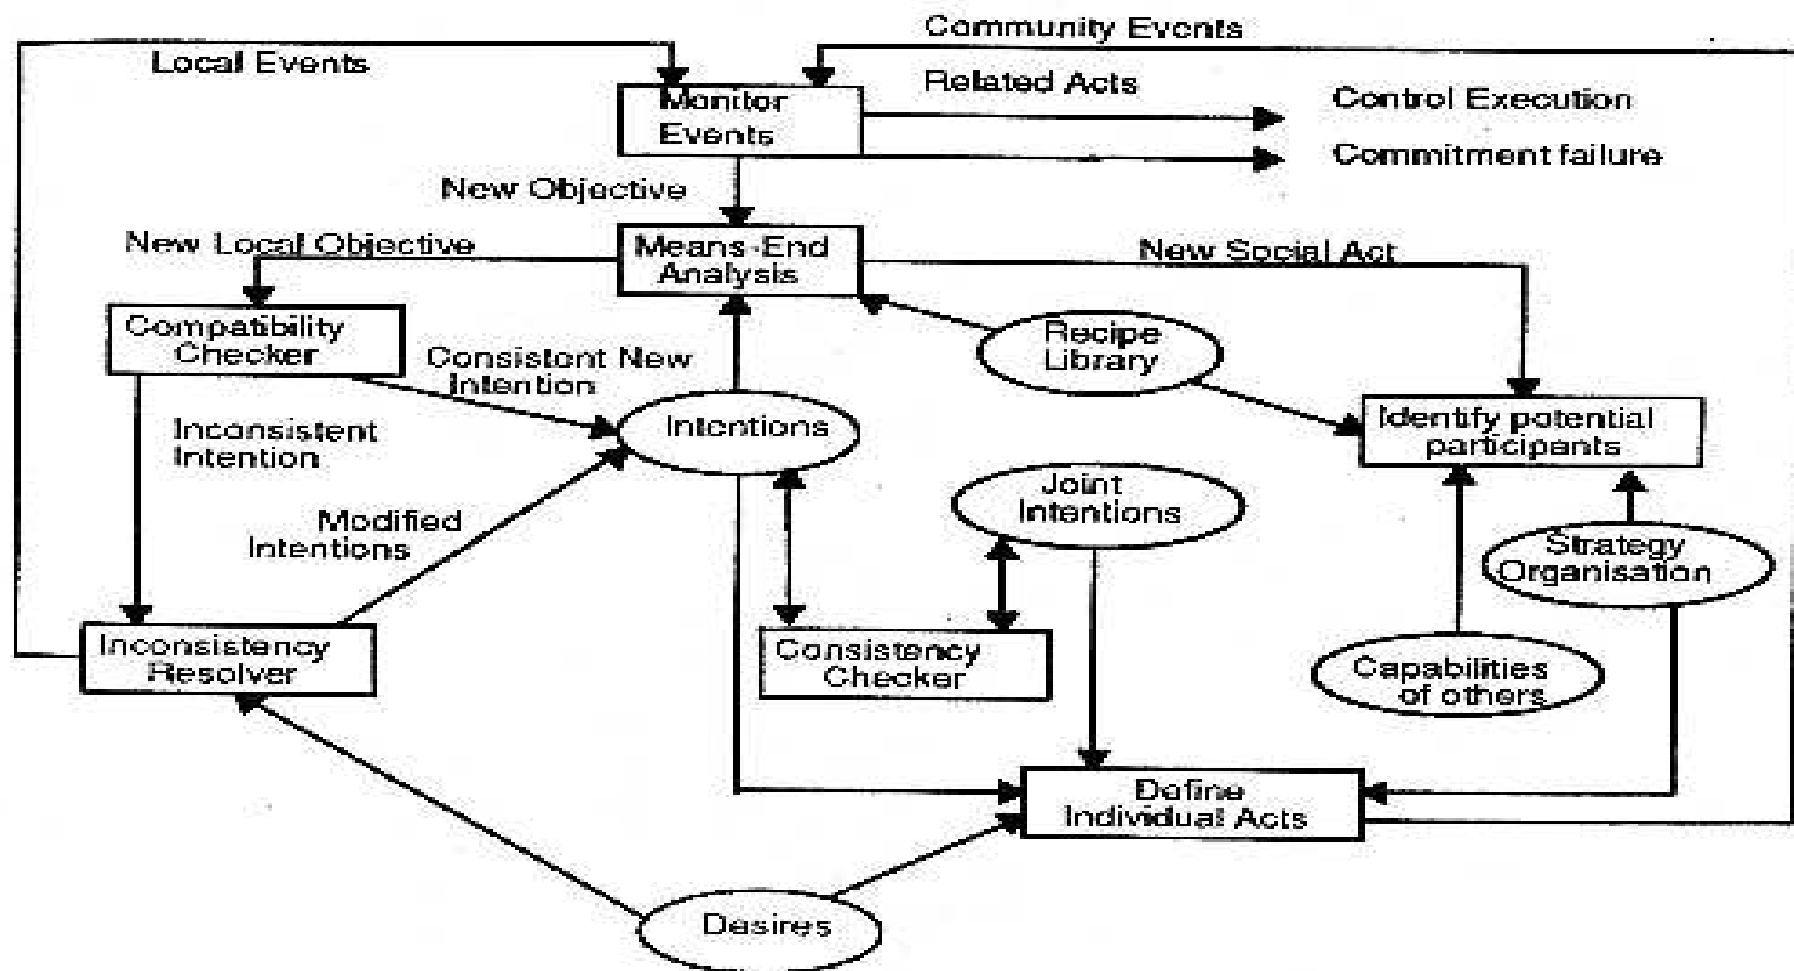 Community Events
Local Events
Related Acts
Monitor
Events
Control Execution
Commitment failure
New Objective
New Local Objective
Means-End
Analysis
New Social Act
Compatibility
Checker
Recipe
Library
Consistent New
Intention
Intentions
Identify potential
participants
Inconsistent
Intention
Joint
Intentions
Modified
Intentions
Strategy
Organisation
Inconsistency
Resolver
Consistency
Checker
Capabilities
of others
Define
Individual Acts
Desires